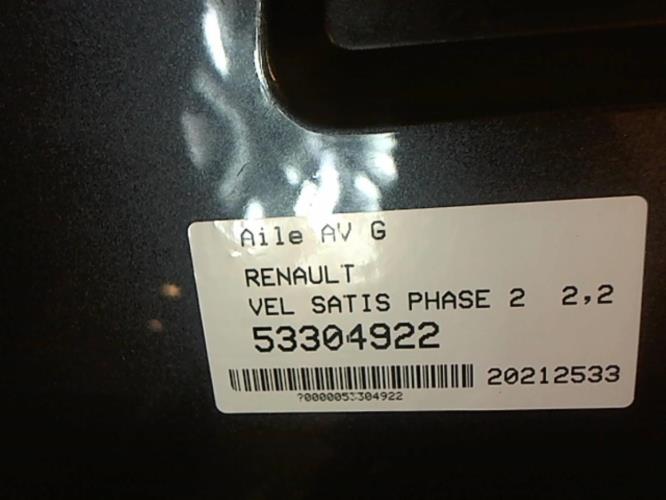 Aile AV G
RENAULT
VEL SATIS PHASE 2 2,2
53304922
20212533
?0000053304922